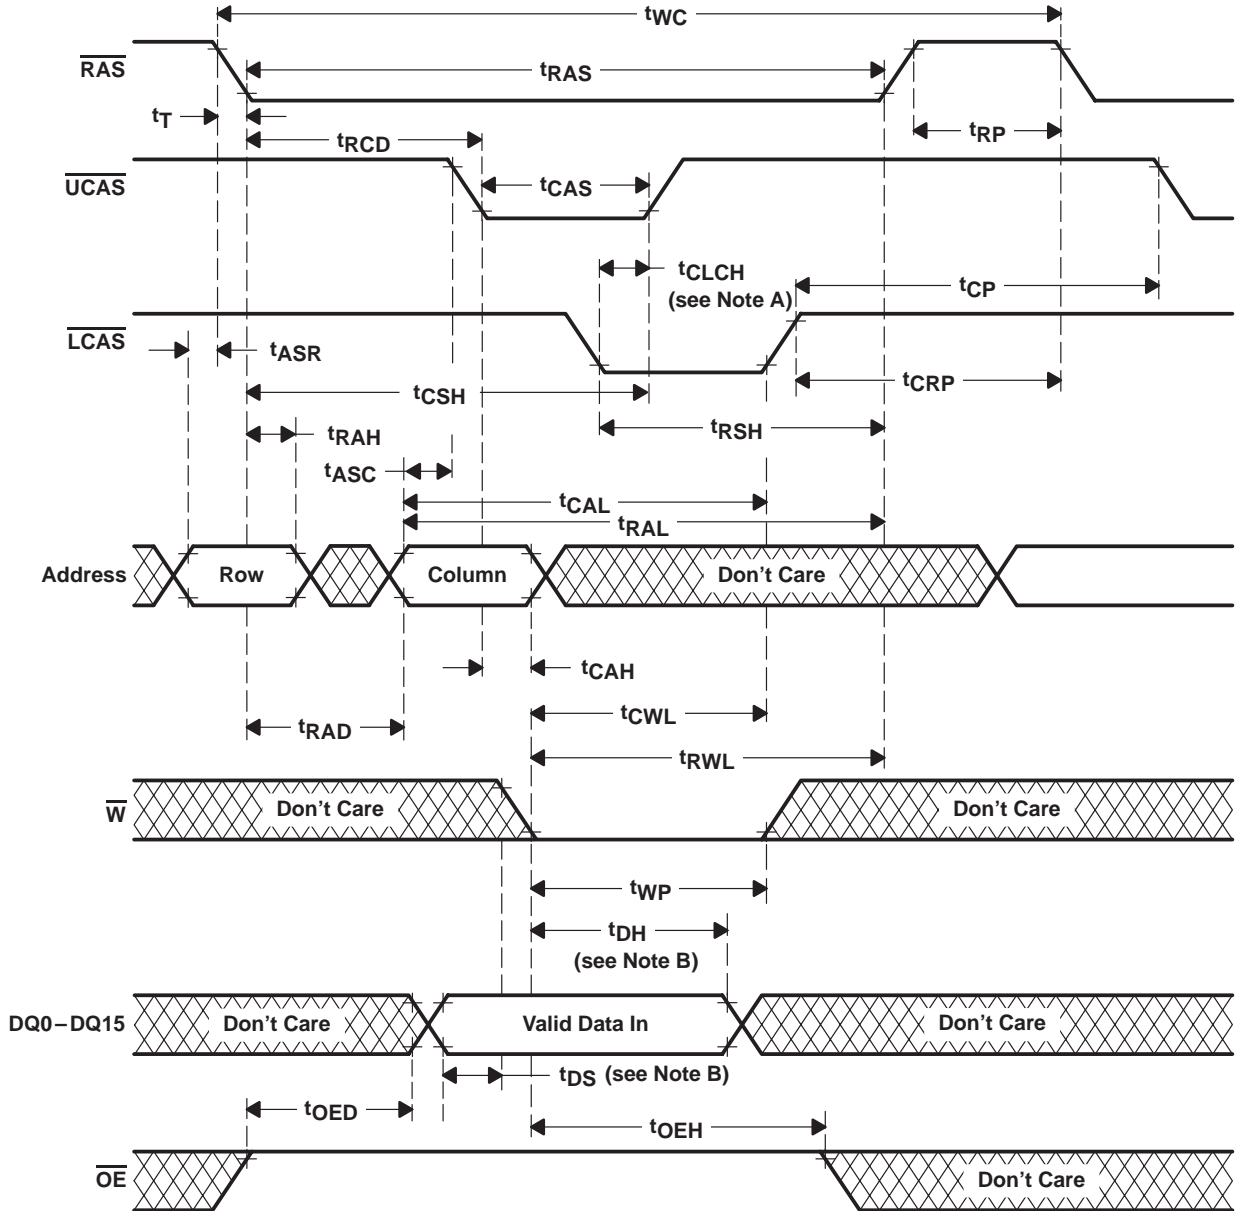 tWC
RAS
tRAS
tT
tRCD
tRP
UCAS
tCAS
tCLCH
(see Note A)
tCP
LCAS
tASR
tCSH
tCRP
tRAH
tRSH
tASC
tCAL
tRAL
Address
Row
Column
Don't Care
tCAH
tCWL
tRAD
tRWL
W
Don't Care
Don't Care
tWP
tDH
(see Note B)
DQ0–DQ15
Don't Care
Valid Data In
Don't Care
tDS (see Note B)
tOED
tOEH
OE
Don't Care